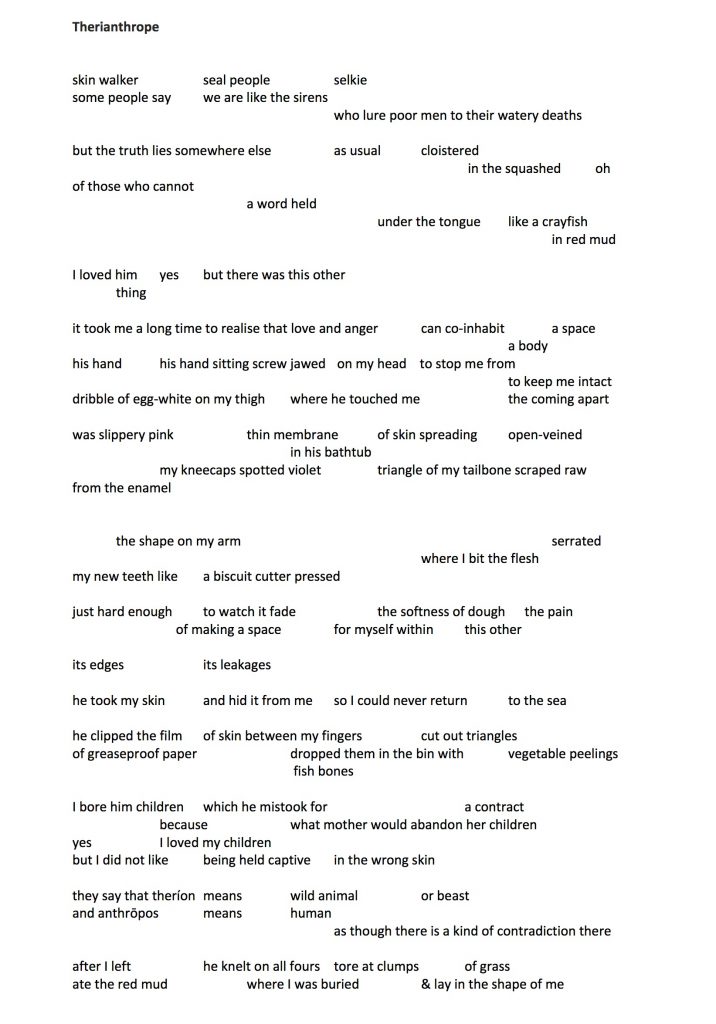 Therianthrope
skin walker seal people selkie
some people say we are like the sirens
who lure poor men to their watery deaths
but the truth lies somewhere else as usual cloistered
in the squashed oh
of those who cannot
a word held
under the tongue like a crayfish
in red mud
I loved him yes but there was this other
thing
it took me a long time to realise that love and anger can co-inhabit a space
a body
his hand his hand sitting screw jawed on my head to stop me from
to keep me intact
dribble of egg-white on my thigh where he touched me the coming apart
was slippery pink thin membrane of skin spreading open-veined
in his bathtub
my kneecaps spotted violet triangle of my tailbone scraped raw
from the enamel
the shape on my arm serrated
where I bit the flesh
my new teeth like a biscuit cutter pressed
just hard enough to watch it fade the softness of dough the pain
of making a space for myself within this other
its edges its leakages
he took my skin and hid it from me so I could never return to the sea
he clipped the film of skin between my fingers cut out triangles
of greaseproof paper dropped them in the bin with vegetable peelings
fish bones
I bore him children which he mistook for a contract
because what mother would abandon her children
yes I loved my children
but I did not like being held captive in the wrong skin
they say that theríon means wild animal or beast
and anthrōpos means human
as though there is a kind of contradiction there
after I left he knelt on all fours tore at clumps of grass
ate the red mud where I was buried & lay in the shape of me